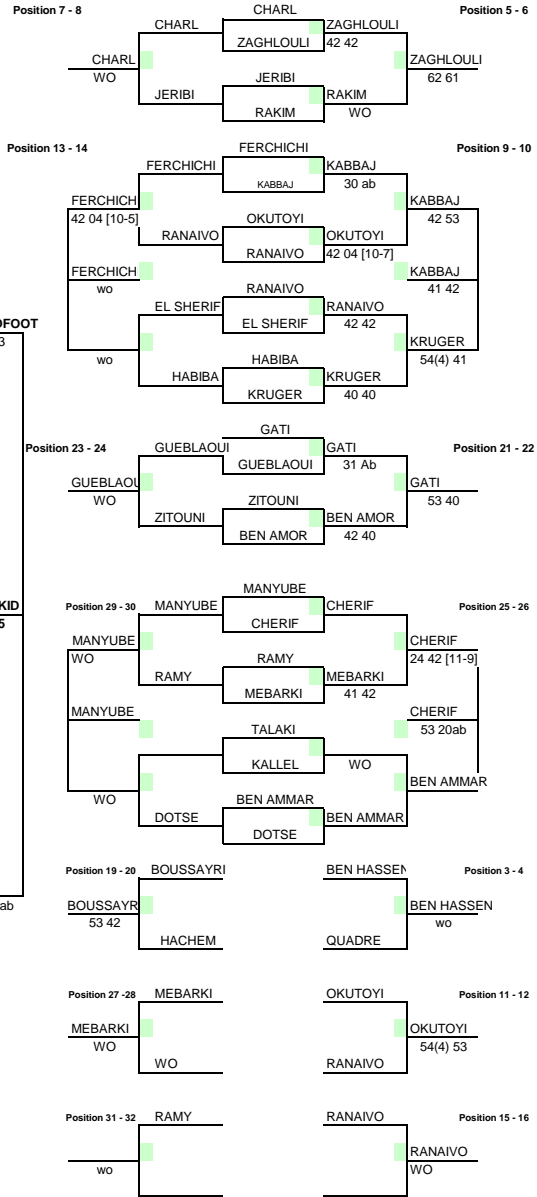 Position 7 - 8
CHARL
Position 5 - 6
CHARL
ZAGHLOULI
ZAGHLOULI
42 42
CHARL
ZAGHLOULI
WO
62 61
JERIBI
JERIBI
RAKIM
RAKIM
WO
Position 13 - 14
FERCHICHI
Position 9 - 10
FERCHICHI
KABBAJ
KABBAJ
30 ab
FERCHICH
KABBAJ
42 04 [10-5]
42 53
OKUTOYI
RANAIVO
OKUTOYI
RANAIVO
42 04 [10-7]
FERCHICH
KABBAJ
wo
41 42
RANAIVO
EL SHERIF
RANAIVO
EL SHERIF
42 42
OFOOT
3
wo
KRUGER
54(4) 41
HABIBA
HABIBA
KRUGER
KRUGER
40 40
GATI
Position 23 - 24
GUEBLAOUI
GATI
Position 21 - 22
GUEBLAOUI
31 Ab
GUEBLAOU
GATI
WO
53 40
ZITOUNI
ZITOUNI
BEN AMOR
BEN AMOR
42 40
MANYUBE
KID
5
Position 29 - 30
MANYUBE
CHERIF
Position 25 - 26
CHERIF
MANYUBE
CHERIF
WO
24 42 [11-9]
RAMY
RAMY
MEBARKI
MEBARKI
41 42
MANYUBE
CHERIF
53 20ab
TALAKI
KALLEL
WO
BEN AMMAR
WO
BEN AMMAR
DOTSE
BEN AMMAR
DOTSE
Position 19 - 20
BOUSSAYRI
BEN HASSEN
Position 3 - 4
ab
BOUSSAYR
BEN HASSEN
53 42
wo
HACHEM
QUADRE
Position 27 -28
MEBARKI
OKUTOYI
Position 11 - 12
MEBARKI
OKUTOYI
WO
54(4) 53
WO
RANAIVO
Position 31 - 32
RAMY
RANAIVO
Position 15 - 16
RANAIVO
wo
WO